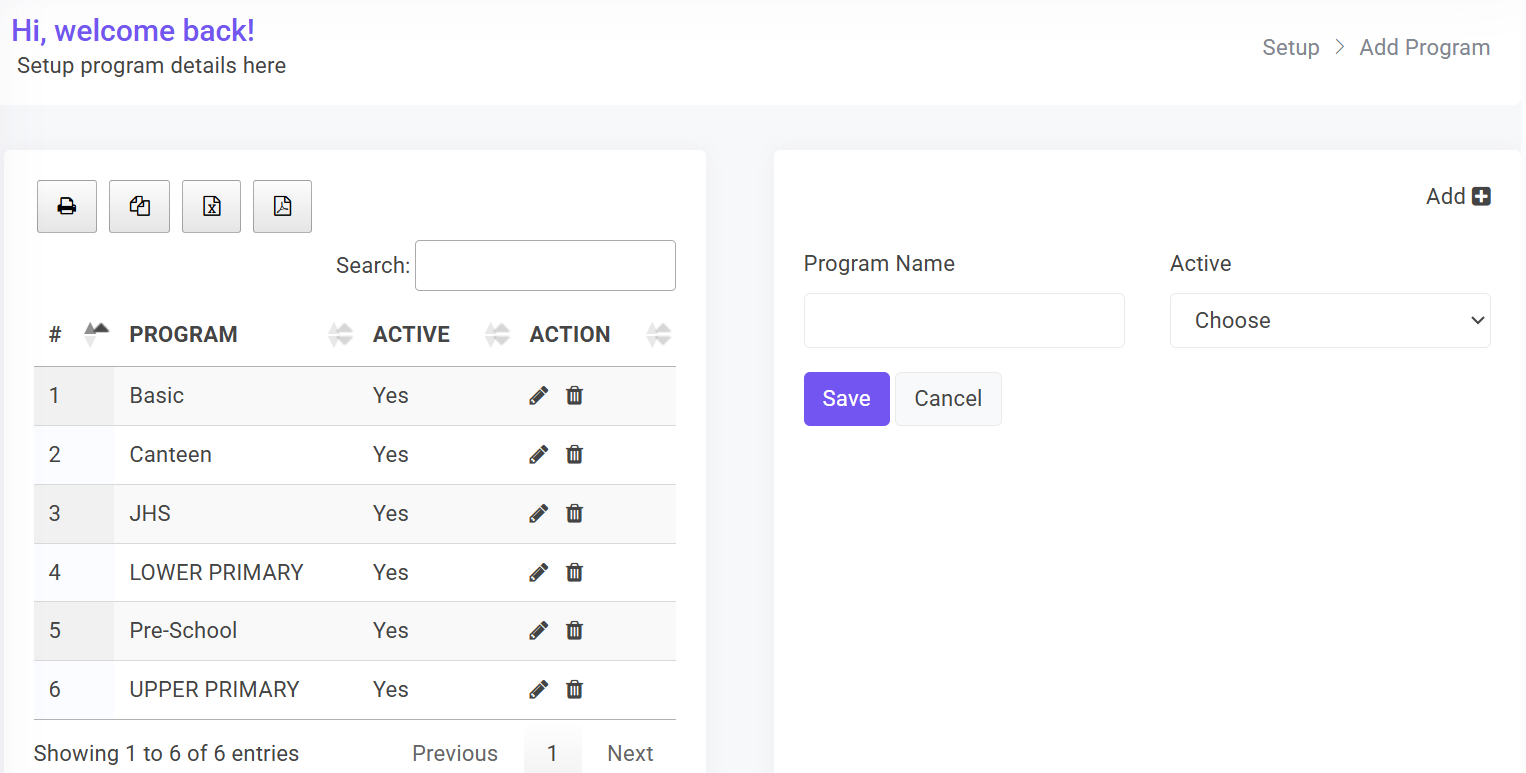 Hi, welcome back!
Setup program details here
Setup > Add Program
Search:
# PROGRAM ACTIVE ACTION
1 Basic Yes
2 Canteen Yes
3 JHS Yes
4 LOWER PRIMARY Yes
5 Pre-School Yes
6 UPPER PRIMARY Yes
Showing 1 to 6 of 6 entries Previous 1 Next
Add
Program Name Active
Choose
Save Cancel